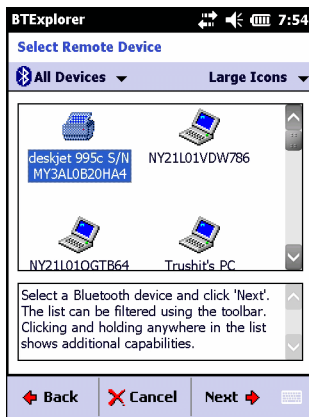 BTExplorer 7:54
Select Remote Device
All Devices Large Icons
deskjet 995c S/N
MY3AL0B20HA4
NY21L01VDW786
NY21L01OGTB64
Trushit's PC
Select a Bluetooth device and click 'Next'.
The list can be filtered using the toolbar.
Clicking and holding anywhere in the list
shows additional capabilities.
Back Cancel Next